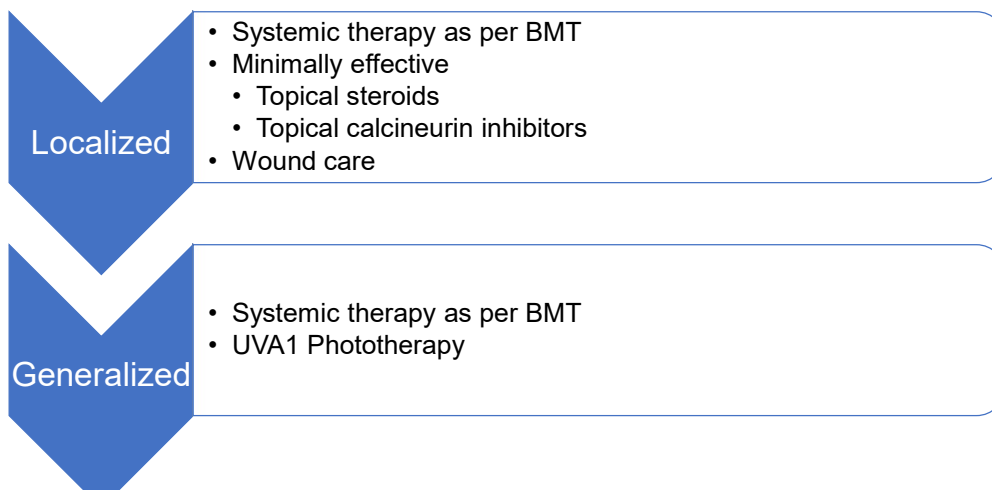 Localized
• Systemic therapy as per BMT
• Minimally effective
• Topical steroids
• Topical calcineurin inhibitors
• Wound care
Generalized
• Systemic therapy as per BMT
• UVA1 Phototherapy